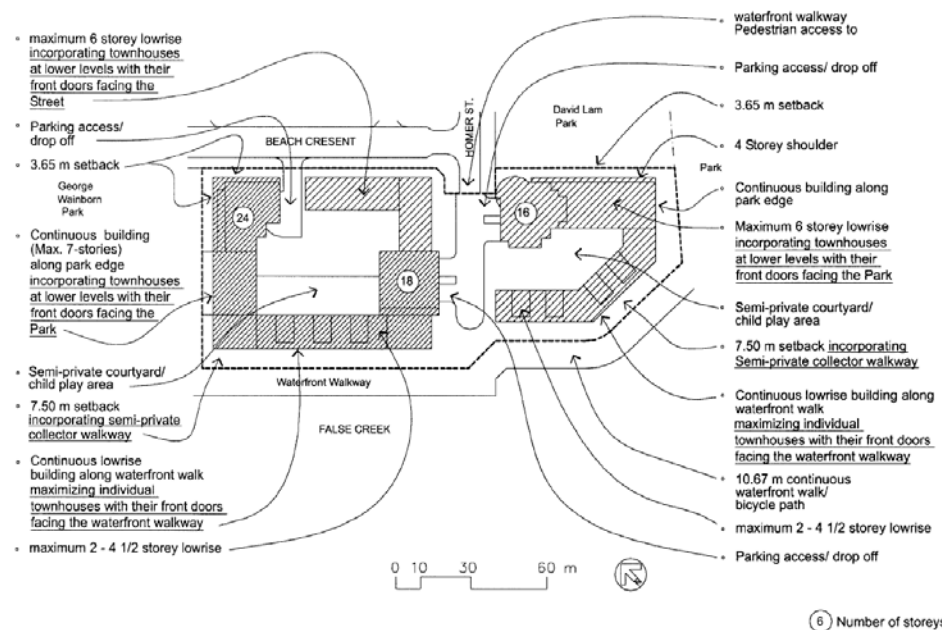 maximum 6 storey lowrise
incorporating townhouses
at lower levels with their
front doors facing the
Street
Parking access/
drop off
3.65 m setback
George
Wainborn
Park
Continuous building
(Max. 7-stories)
along park edge
incorporating townhouses
at lower levels with their
front doors facing the
Park
Semi-private courtyard/
child play area
7.50 m setback
incorporating semi-private
collector walkway
Continuous lowrise
building along waterfront walk
maximizing individual
townhouses with their front doors
facing the waterfront walkway
maximum 2 - 4 1/2 storey lowrise
BEACH CRESENT
HOMER ST.
David Lam
Park
Park
24
18
16
Waterfront Walkway
FALSE CREEK
waterfront walkway
Pedestrian access to
Parking access/ drop off
3.65 m setback
4 Storey shoulder
Continuous building along
park edge
Maximum 6 storey lowrise
incorporating townhouses
at lower levels with their
front doors facing the Park
Semi-private courtyard/
child play area
7.50 m setback incorporating
Semi-private collector walkway
Continuous lowrise building along
waterfront walk
maximizing individual
townhouses with their front doors
facing the waterfront walkway
10.67 m continuous
waterfront walk/
bicycle path
maximum 2 - 4 1/2 storey lowrise
Parking access/ drop off
0 10 30 60 m
N
6 Number of storeys